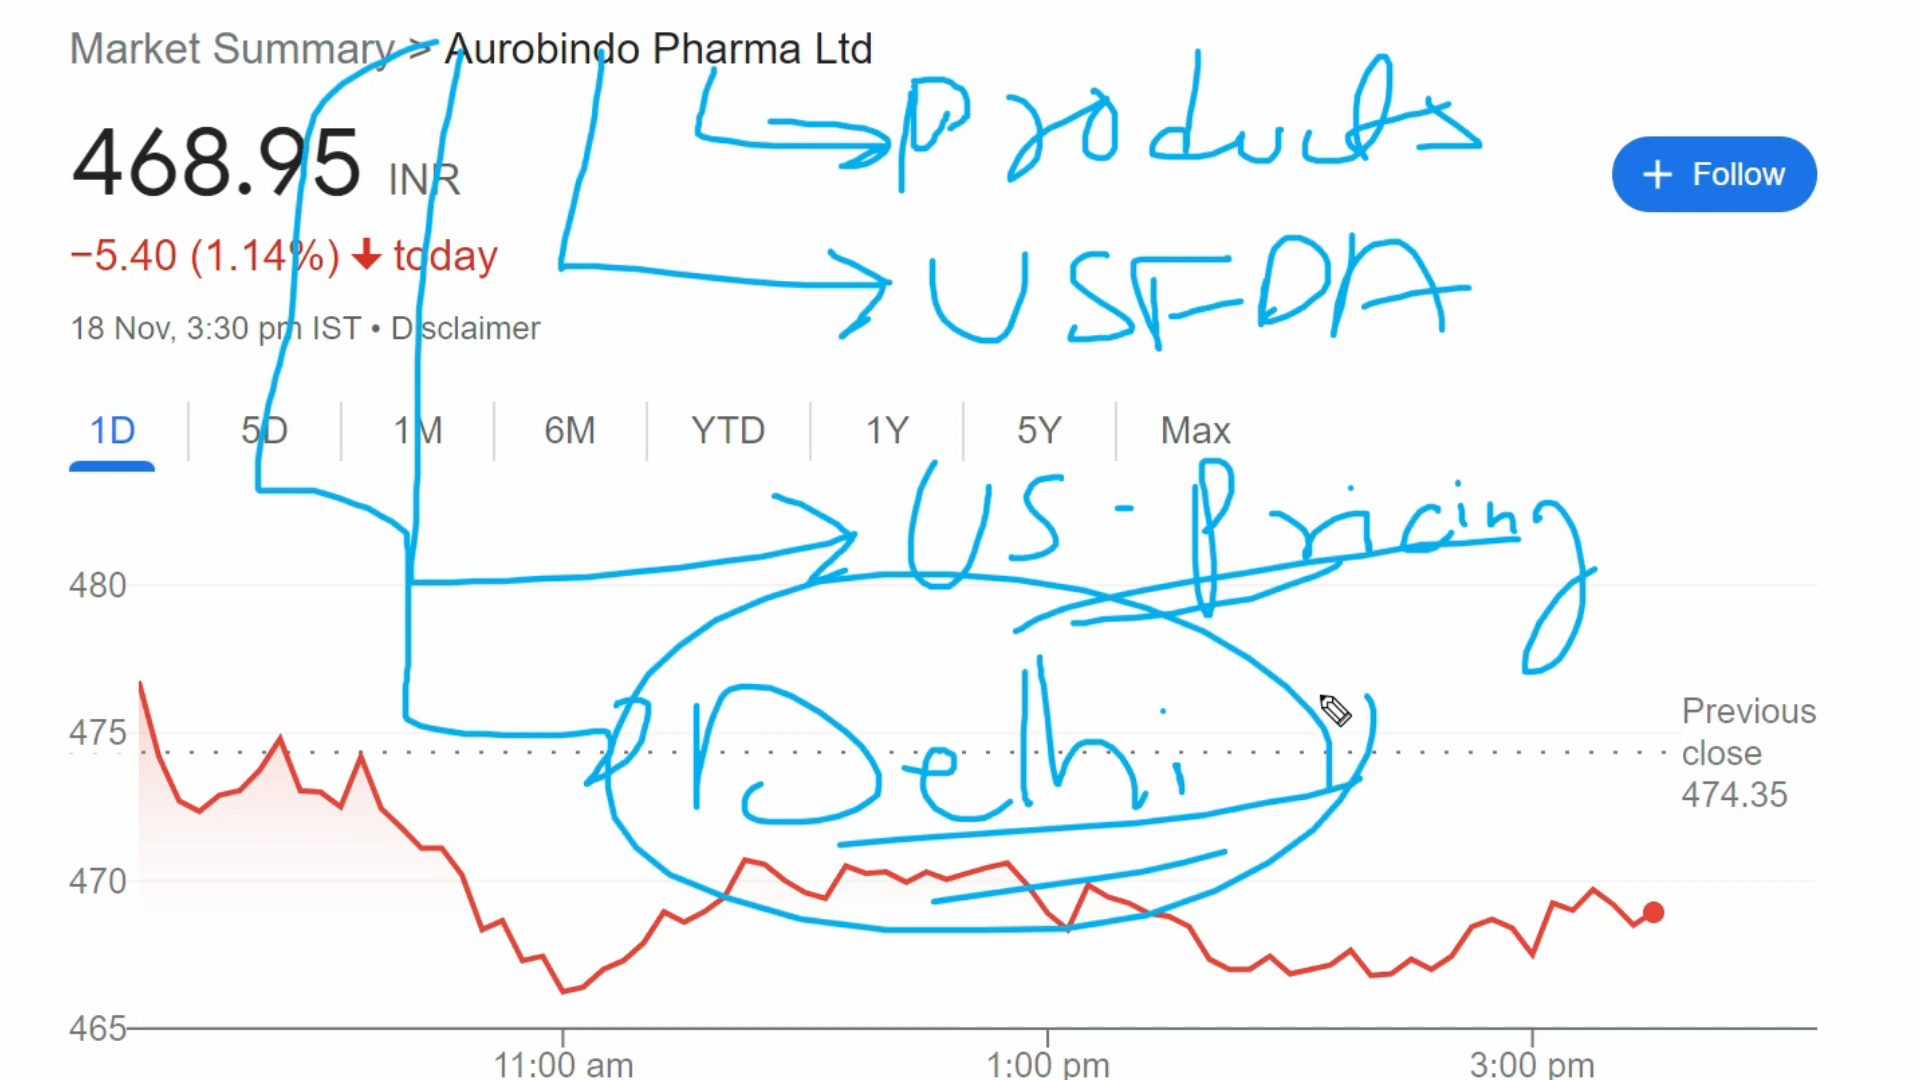 Market Summary > Aurobindo Pharma Ltd
Products
468.95 INR
+ Follow
−5.40 (1.14%) ↓ today
USFDA
18 Nov, 3:30 pm IST • Disclaimer
1D 5D 1M 6M YTD 1Y 5Y Max
US - Pricing
480
475
Delhi
Previous
close
474.35
470
465
11:00 am 1:00 pm 3:00 pm